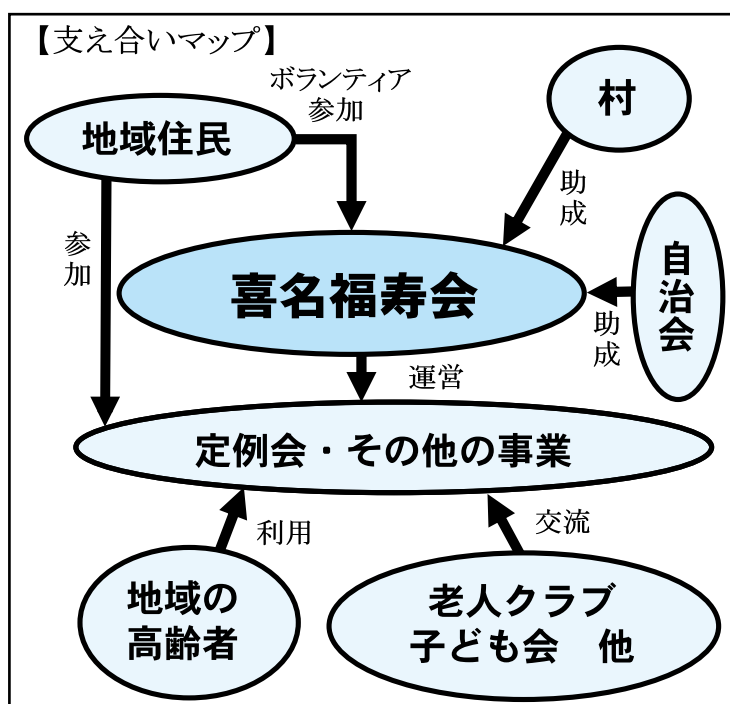 【支え合いマップ】
ボランティア
参加
村
地域住民
助成
参加
喜名福寿会
自治会
助成
運営
定例会・その他の事業
利用
交流
地域の
高齢者
老人クラブ
子ども会　他